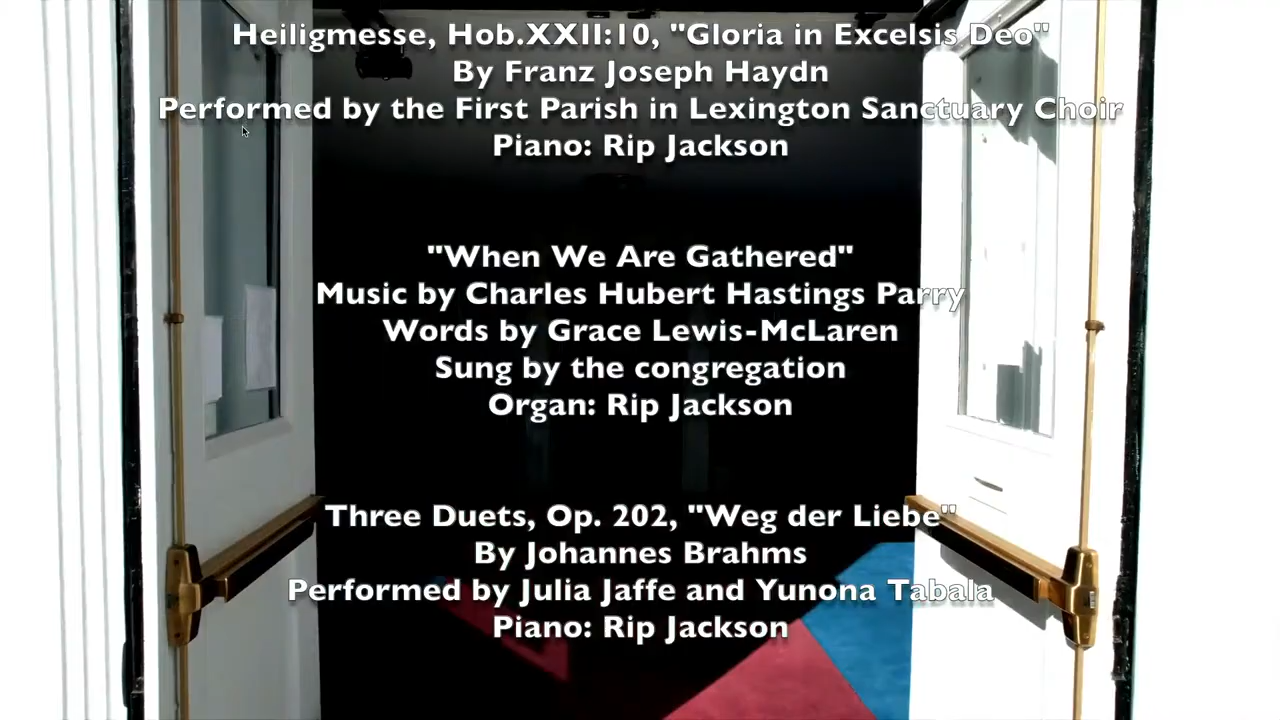 Heiligmesse, Hob.XXII:10, "Gloria in Excelsis Deo"
By Franz Joseph Haydn
Performed by the First Parish in Lexington Sanctuary Choir
Piano: Rip Jackson
"When We Are Gathered"
Music by Charles Hubert Hastings Parry
Words by Grace Lewis-McLaren
Sung by the congregation
Organ: Rip Jackson
Three Duets, Op. 202, "Weg der Liebe"
By Johannes Brahms
Performed by Julia Jaffe and Yunona Tabala
Piano: Rip Jackson